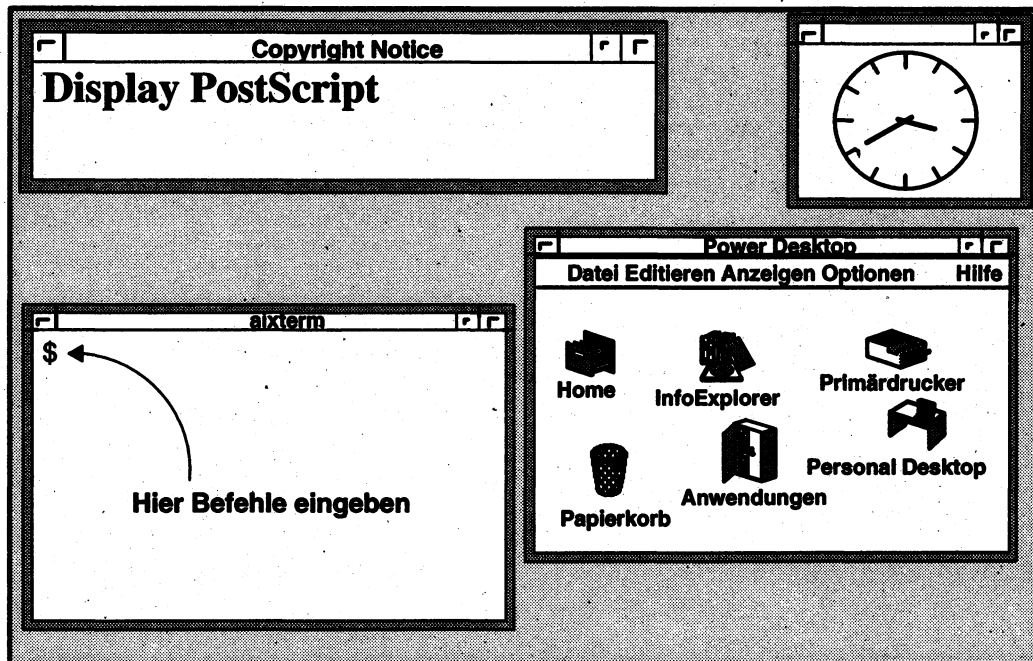 Copyright Notice
Display PostScript
Power Desktop
Datei Editieren Anzeigen Optionen Hilfe
Home
InfoExplorer
Primärdrucker
Papierkorb
Anwendungen
Personal Desktop
aixterm
$
Hier Befehle eingeben